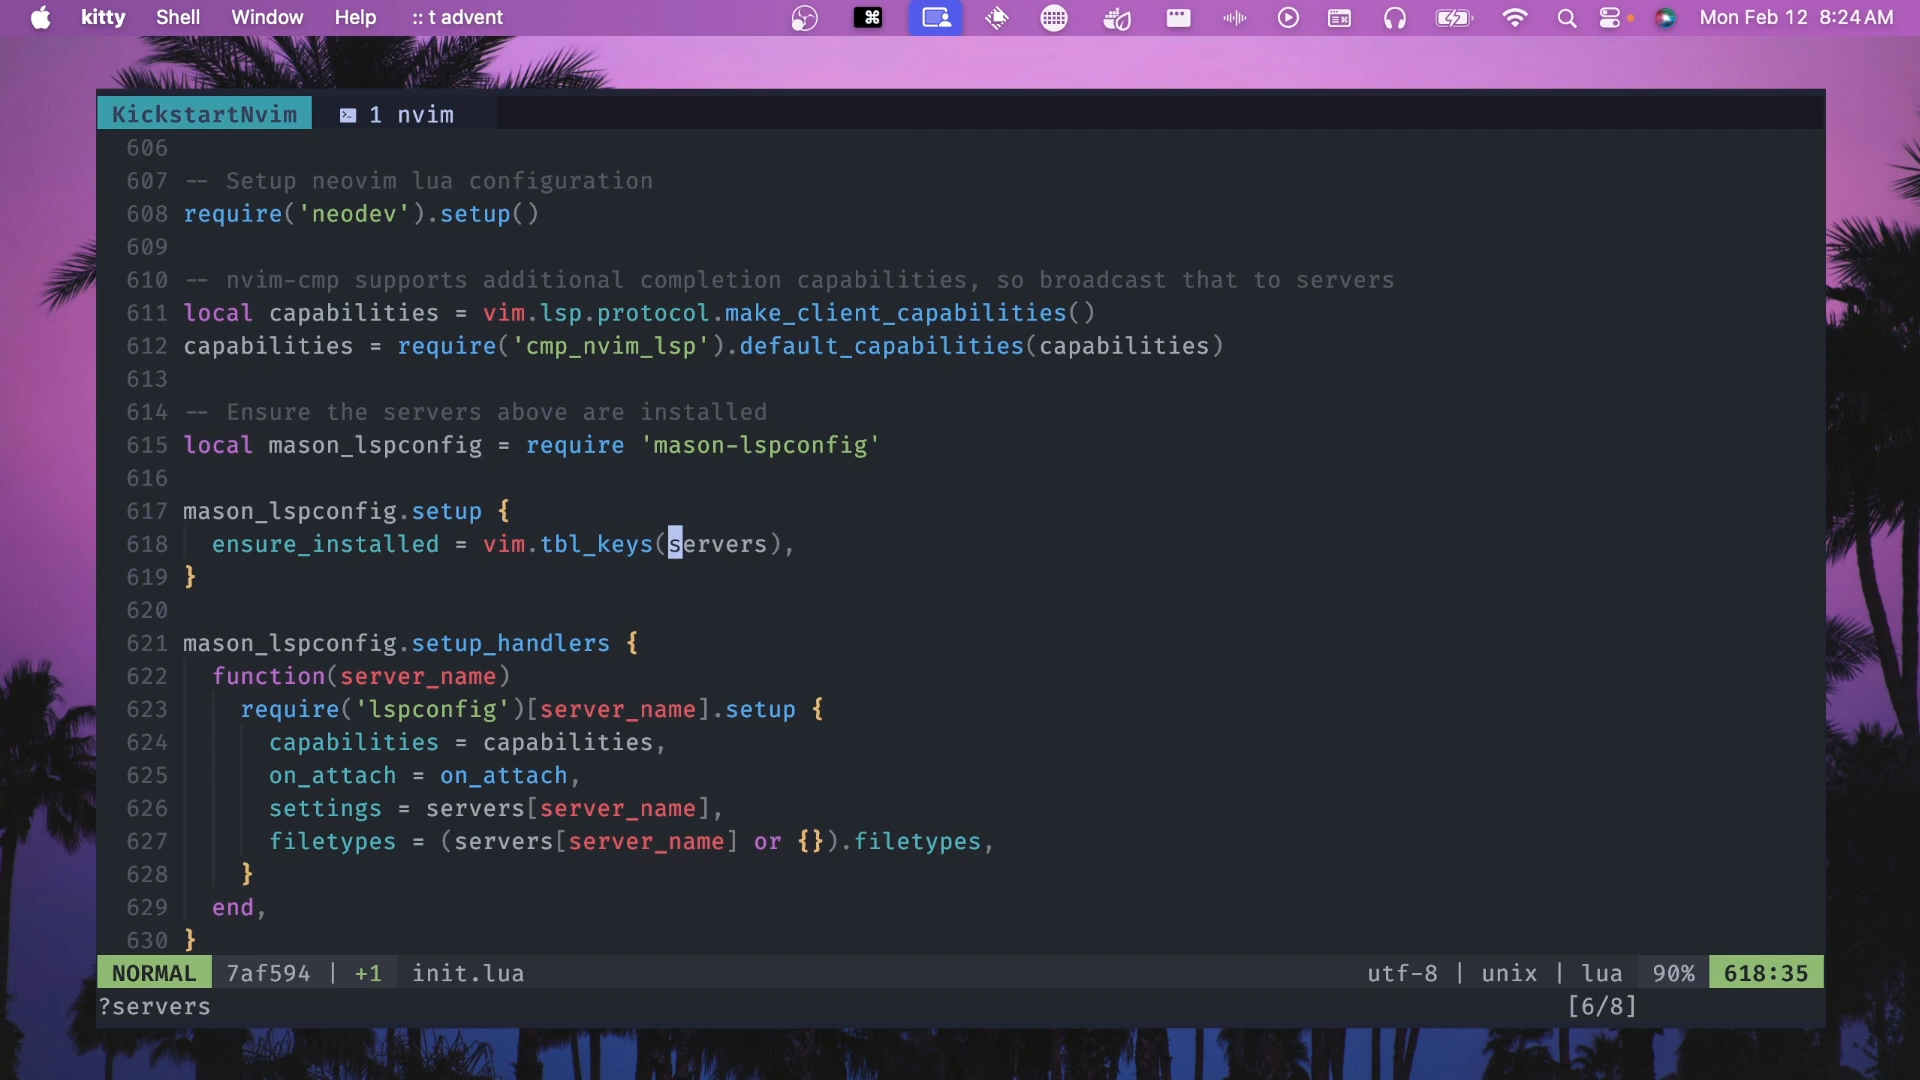 kitty Shell Window Help :: t advent Mon Feb 12 8:24 AM
KickstartNvim 1 nvim
606
607 -- Setup neovim lua configuration
608 require('neodev').setup()
609
610 -- nvim-cmp supports additional completion capabilities, so broadcast that to servers
611 local capabilities = vim.lsp.protocol.make_client_capabilities()
612 capabilities = require('cmp_nvim_lsp').default_capabilities(capabilities)
613
614 -- Ensure the servers above are installed
615 local mason_lspconfig = require 'mason-lspconfig'
616
617 mason_lspconfig.setup {
618   ensure_installed = vim.tbl_keys(servers),
619 }
620
621 mason_lspconfig.setup_handlers {
622   function(server_name)
623     require('lspconfig')[server_name].setup {
624       capabilities = capabilities,
625       on_attach = on_attach,
626       settings = servers[server_name],
627       filetypes = (servers[server_name] or {}).filetypes,
628     }
629   end,
630 }
NORMAL 7af594 | +1 init.lua utf-8 | unix | lua 90% 618:35
?servers [6/8]